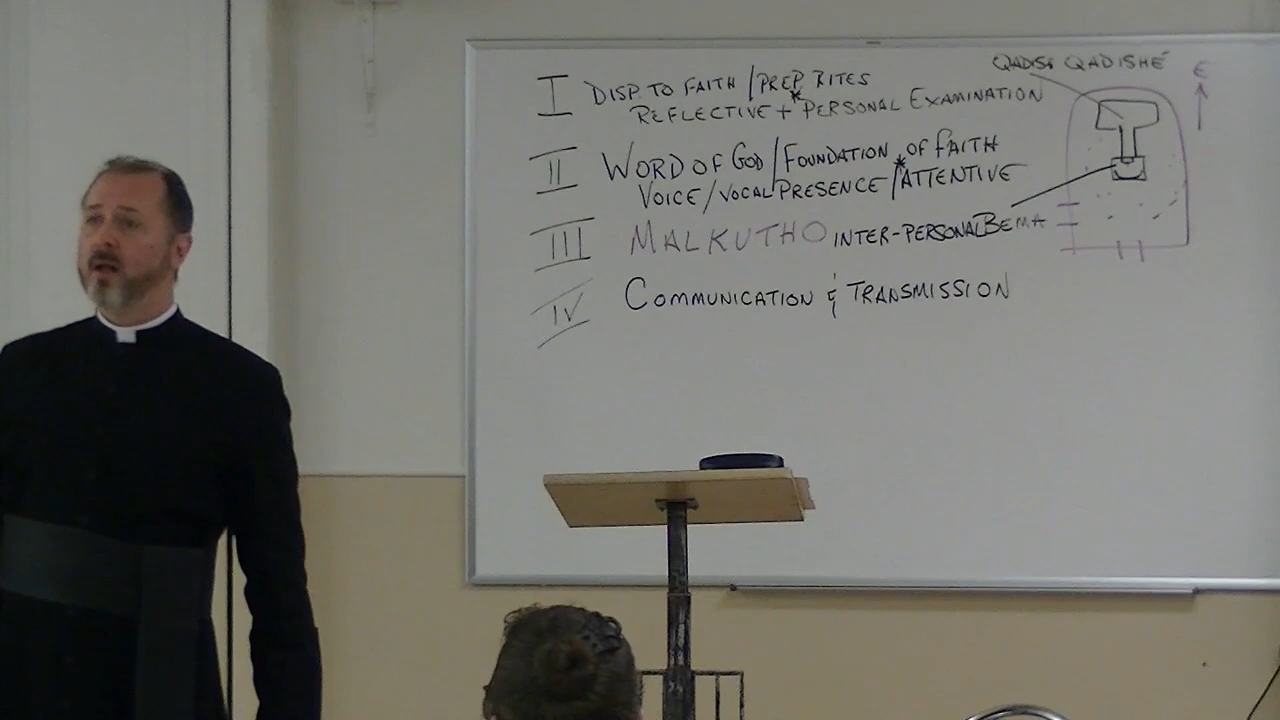 QADISA QADISHÉ
E
I DISP TO FAITH / PREP RITES
REFLECTIVE + * PERSONAL EXAMINATION
II WORD OF GOD / FOUNDATION OF FAITH
VOICE / VOCAL PRESENCE / * ATTENTIVE
III MALKUTHO INTER-PERSONAL BEMA
IV COMMUNICATION & TRANSMISSION